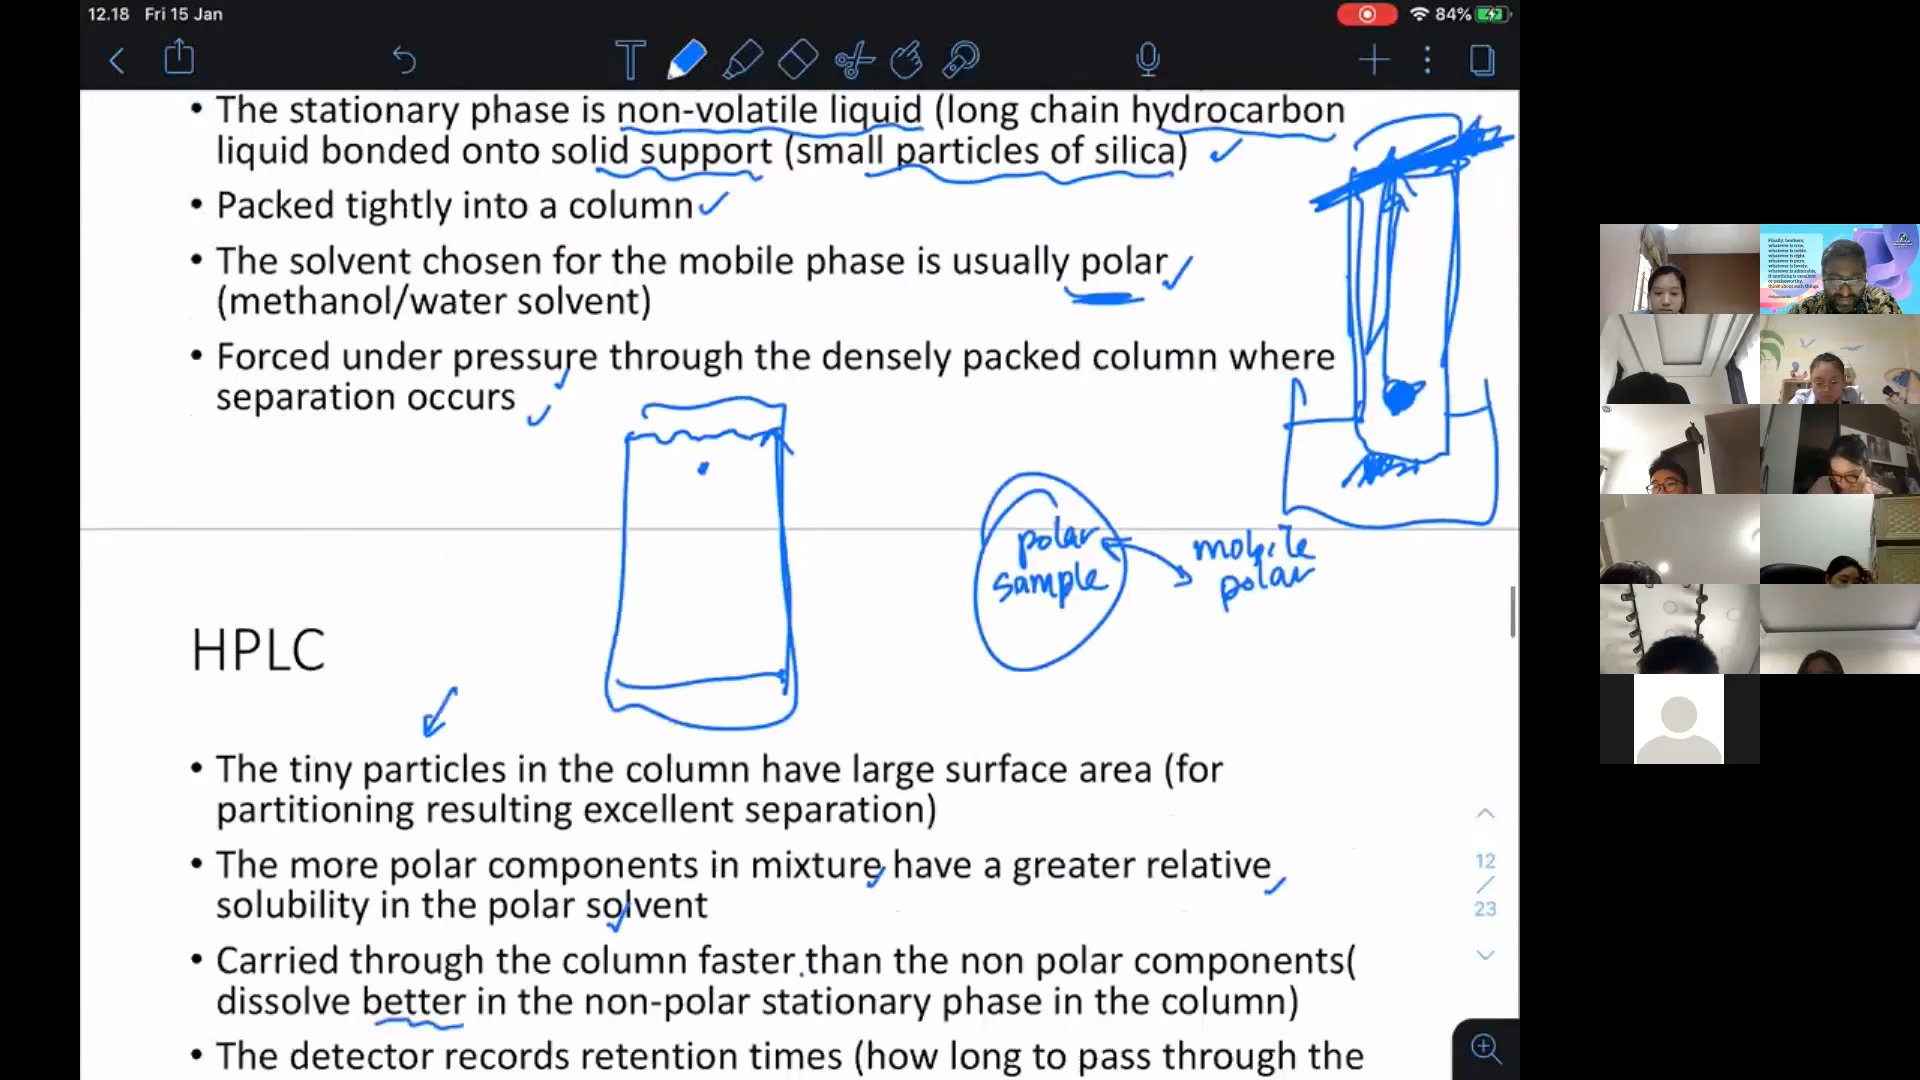 12.18 Fri 15 Jan
84%
• The stationary phase is non-volatile liquid (long chain hydrocarbon
liquid bonded onto solid support (small particles of silica)
• Packed tightly into a column
• The solvent chosen for the mobile phase is usually polar
(methanol/water solvent)
• Forced under pressure through the densely packed column where
separation occurs
polar
sample
mobile
polar
HPLC
• The tiny particles in the column have large surface area (for
partitioning resulting excellent separation)
• The more polar components in mixture have a greater relative
solubility in the polar solvent
• Carried through the column faster than the non polar components(
dissolve better in the non-polar stationary phase in the column)
• The detector records retention times (how long to pass through the
12
/
23